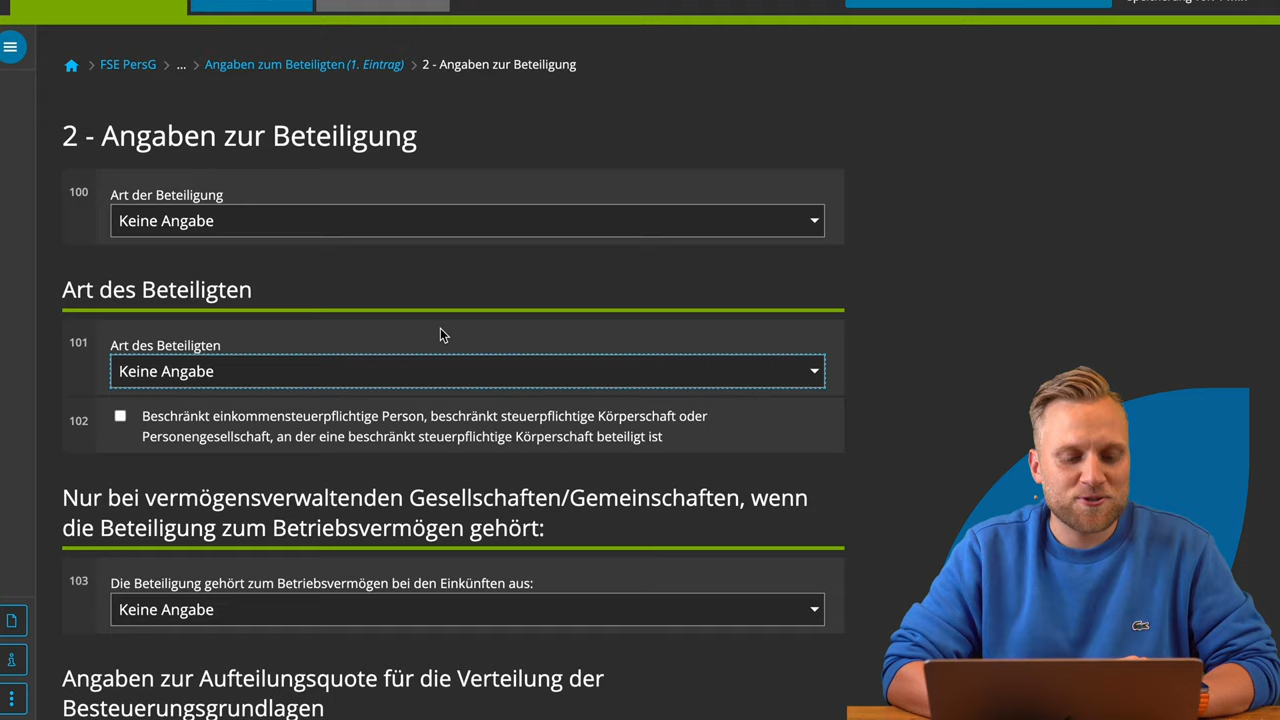 FSE PersG
...
Angaben zum Beteiligten (1. Eintrag)
2 - Angaben zur Beteiligung
2 - Angaben zur Beteiligung
100
Art der Beteiligung
Keine Angabe
Art des Beteiligten
101
Art des Beteiligten
Keine Angabe
102
Beschränkt einkommensteuerpflichtige Person, beschränkt steuerpflichtige Körperschaft oder
Personengesellschaft, an der eine beschränkt steuerpflichtige Körperschaft beteiligt ist
Nur bei vermögensverwaltenden Gesellschaften/Gemeinschaften, wenn
die Beteiligung zum Betriebsvermögen gehört:
103
Die Beteiligung gehört zum Betriebsvermögen bei den Einkünften aus:
Keine Angabe
Angaben zur Aufteilungsquote für die Verteilung der
Besteuerungsgrundlagen